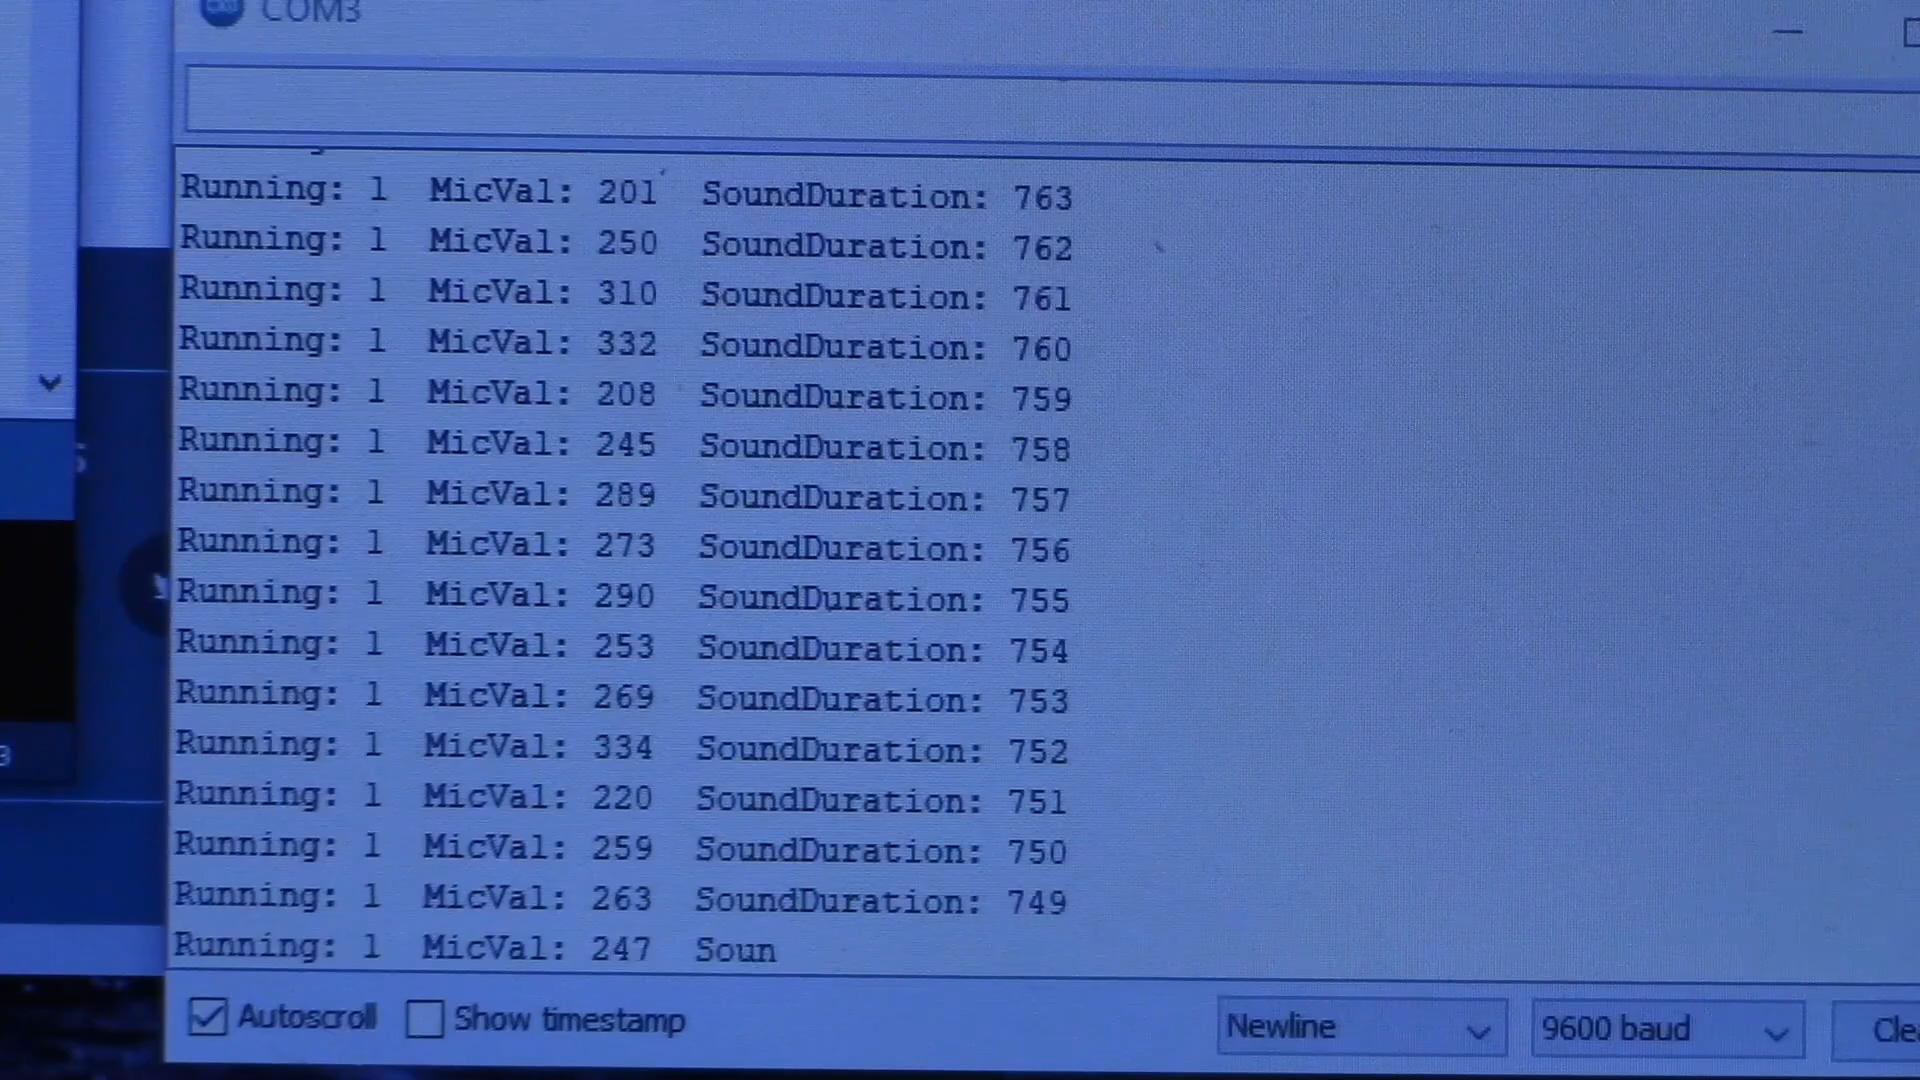 COM3
Running: 1 MicVal: 201 SoundDuration: 763
Running: 1 MicVal: 250 SoundDuration: 762
Running: 1 MicVal: 310 SoundDuration: 761
Running: 1 MicVal: 332 SoundDuration: 760
Running: 1 MicVal: 208 SoundDuration: 759
Running: 1 MicVal: 245 SoundDuration: 758
Running: 1 MicVal: 289 SoundDuration: 757
Running: 1 MicVal: 273 SoundDuration: 756
Running: 1 MicVal: 290 SoundDuration: 755
Running: 1 MicVal: 253 SoundDuration: 754
Running: 1 MicVal: 269 SoundDuration: 753
Running: 1 MicVal: 334 SoundDuration: 752
Running: 1 MicVal: 220 SoundDuration: 751
Running: 1 MicVal: 259 SoundDuration: 750
Running: 1 MicVal: 263 SoundDuration: 749
Running: 1 MicVal: 247 Soun
Autoscroll Show timestamp Newline 9600 baud Clea